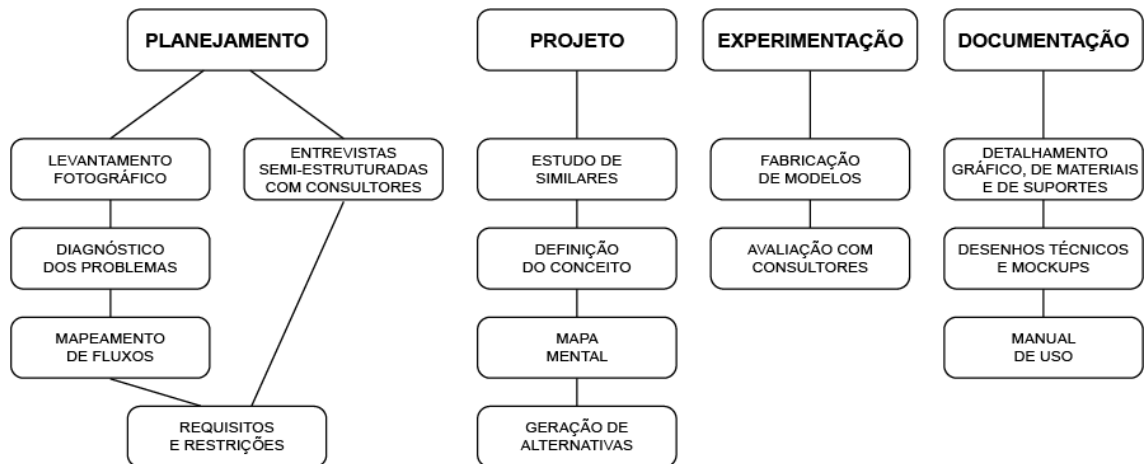 PLANEJAMENTO
LEVANTAMENTO
FOTOGRÁFICO
ENTREVISTAS
SEMI-ESTRUTURADAS
COM CONSULTORES
DIAGNÓSTICO
DOS PROBLEMAS
MAPEAMENTO
DE FLUXOS
REQUISITOS
E RESTRIÇÕES
PROJETO
ESTUDO DE
SIMILARES
DEFINIÇÃO
DO CONCEITO
MAPA
MENTAL
GERAÇÃO DE
ALTERNATIVAS
EXPERIMENTAÇÃO
FABRICAÇÃO
DE MODELOS
AVALIAÇÃO COM
CONSULTORES
DOCUMENTAÇÃO
DETALHAMENTO
GRÁFICO, DE MATERIAIS
E DE SUPORTES
DESENHOS TÉCNICOS
E MOCKUPS
MANUAL
DE USO